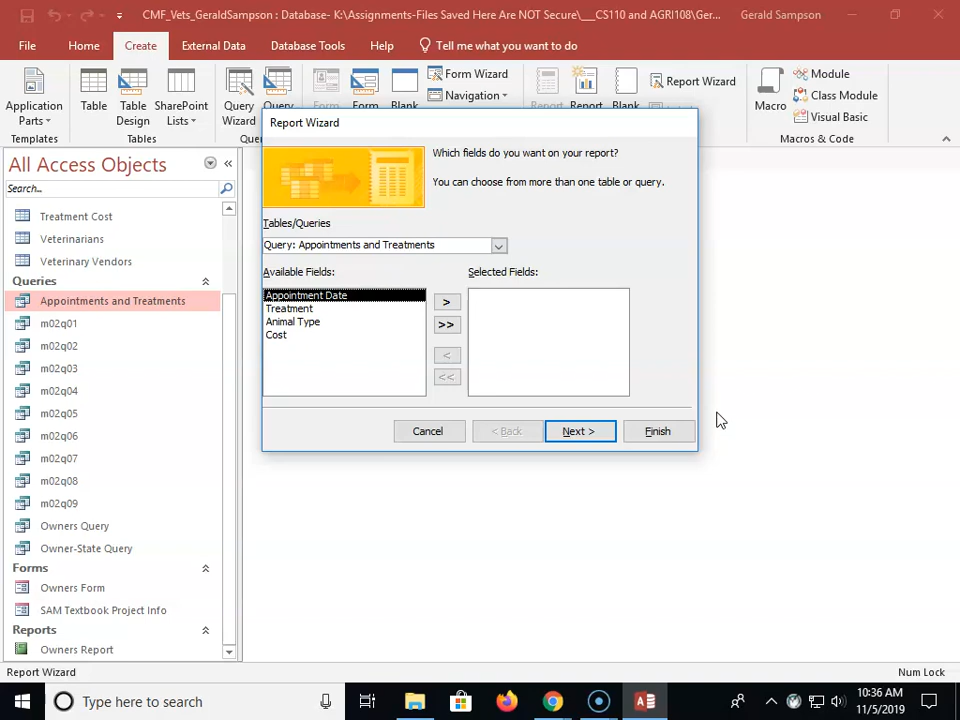 CMF_Vets_GeraldSampson : Database- K:\Assignments-Files Saved Here Are NOT Secure\___CS110 and AGRI108\Ger... Gerald Sampson
File Home Create External Data Database Tools Help Tell me what you want to do
Application Parts
Table
Table Design
SharePoint Lists
Query Wizard
Query
Form
Form
Blank
Form Wizard
Navigation
Report
Report
Blank
Report Wizard
Macro
Module
Class Module
Visual Basic
Templates Tables Macros & Code
All Access Objects
Search...
Treatment Cost
Veterinarians
Veterinary Vendors
Queries
Appointments and Treatments
m02q01
m02q02
m02q03
m02q04
m02q05
m02q06
m02q07
m02q08
m02q09
Owners Query
Owner-State Query
Forms
Owners Form
SAM Textbook Project Info
Reports
Owners Report
Report Wizard
Which fields do you want on your report?
You can choose from more than one table or query.
Tables/Queries
Query: Appointments and Treatments
Available Fields: Selected Fields:
Appointment Date
Treatment
Animal Type
Cost
>
>>
<
<<
Cancel < Back Next > Finish
Report Wizard Num Lock
Type here to search
10:36 AM
11/5/2019